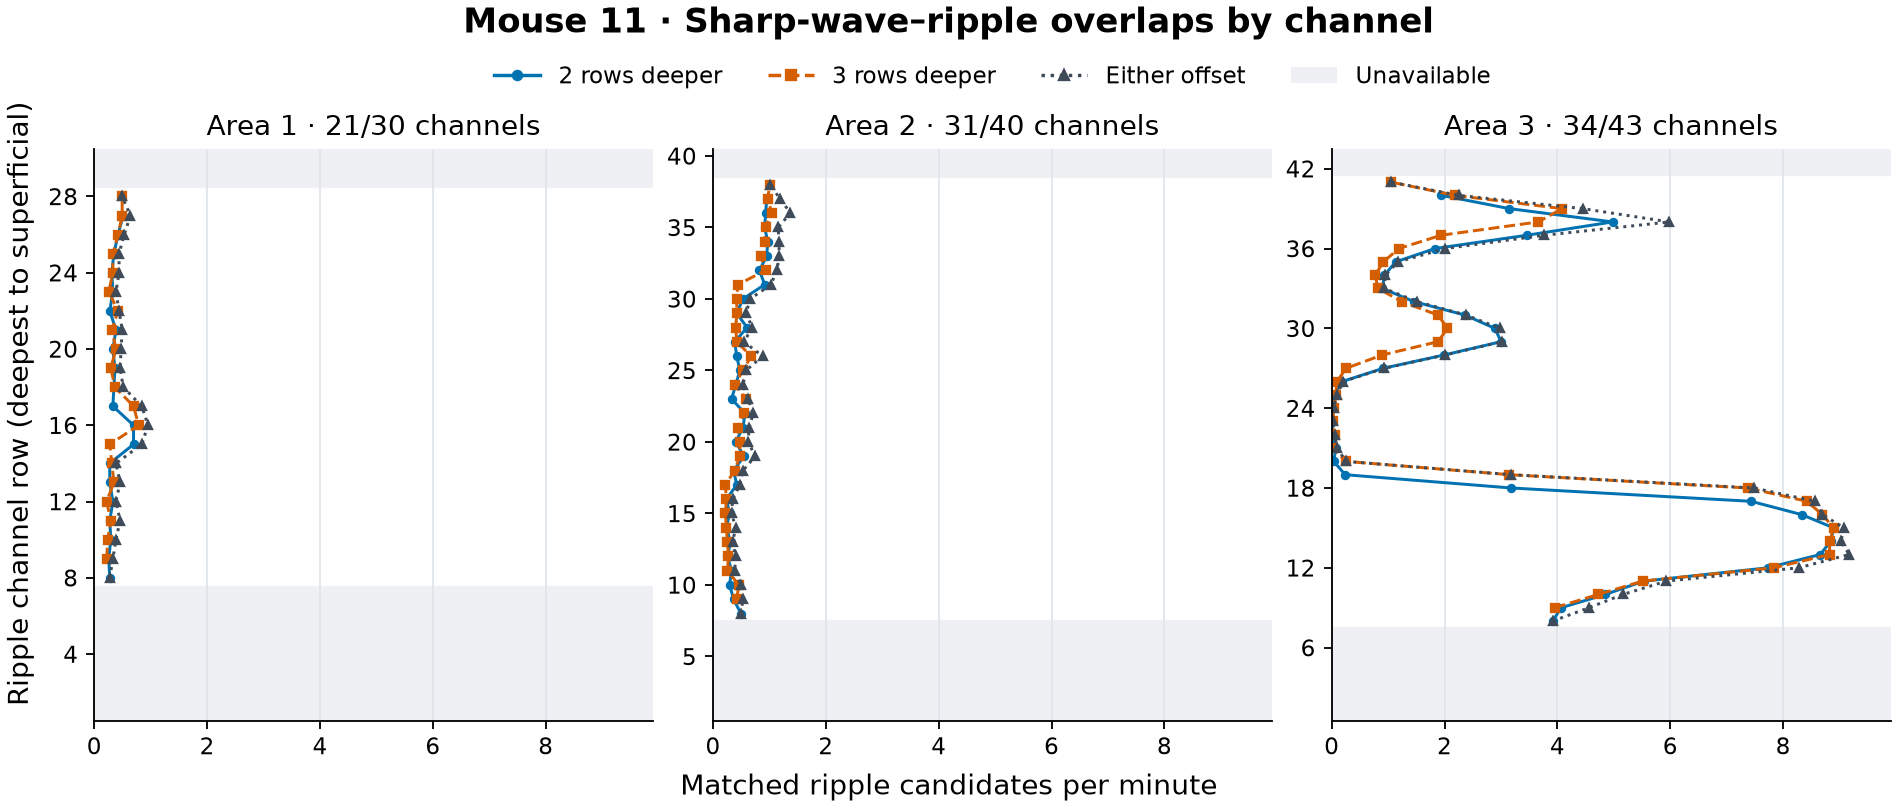 Mouse 11 · Sharp-wave–ripple overlaps by channel
2 rows deeper 3 rows deeper Either offset Unavailable
Ripple channel row (deepest to superficial)
Area 1 · 21/30 channels
28
24
20
16
12
8
4
0 2 4 6 8
Area 2 · 31/40 channels
40
35
30
25
20
15
10
5
0 2 4 6 8
Area 3 · 34/43 channels
42
36
30
24
18
12
6
0 2 4 6 8
Matched ripple candidates per minute